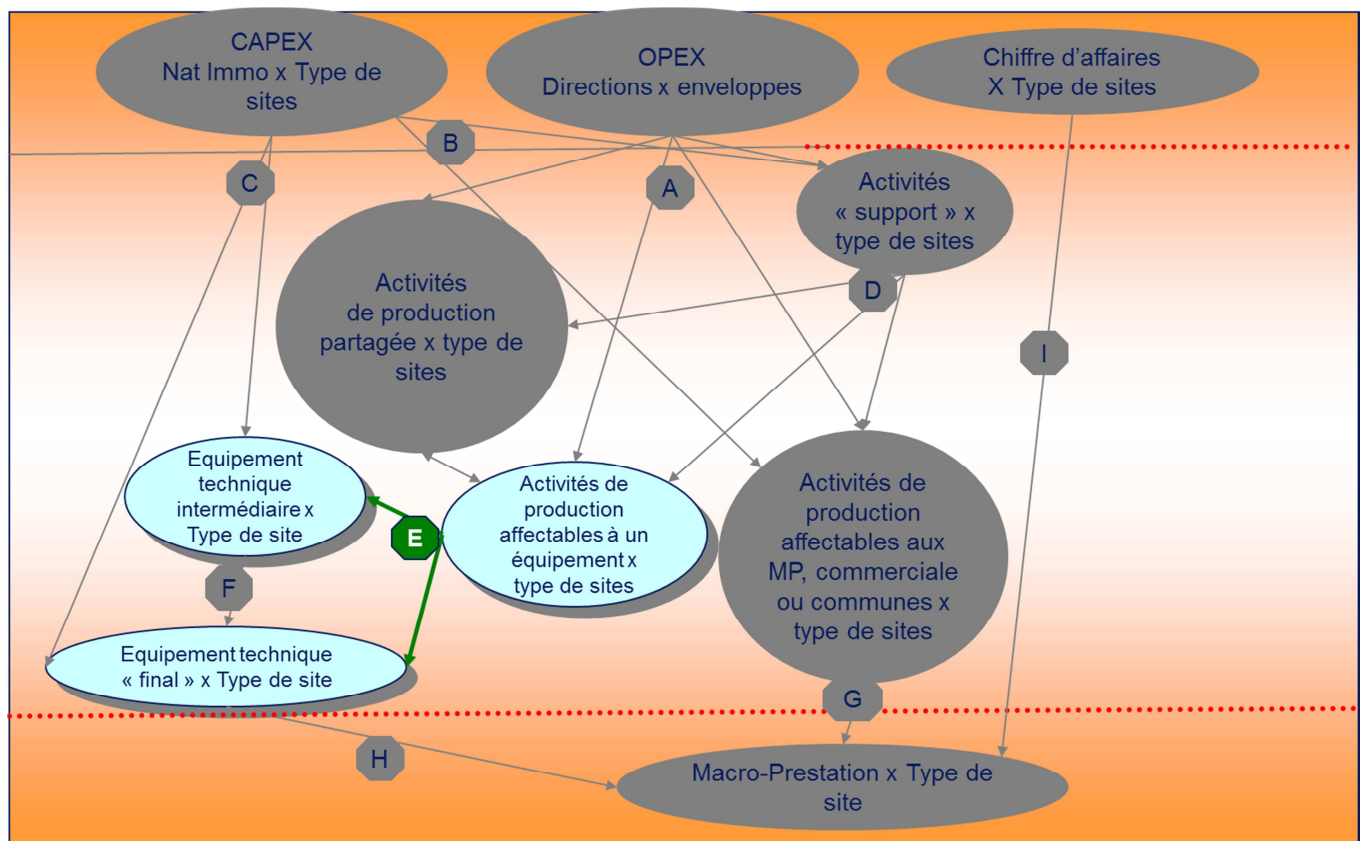 CAPEX
Nat Immo x Type de
sites
OPEX
Directions x enveloppes
Chiffre d'affaires
X Type de sites
B
C
A
Activités
« support » x
type de sites
D
Activités
de production
partagée x type de
sites
I
Equipement
technique
intermédiaire x
Type de site
E
Activités de
production
affectables à un
équipement x
type de sites
Activités de
production
affectables aux
MP, commerciale
ou communes x
type de sites
F
Equipement technique
« final » x Type de site
G
H
Macro-Prestation x Type de
site